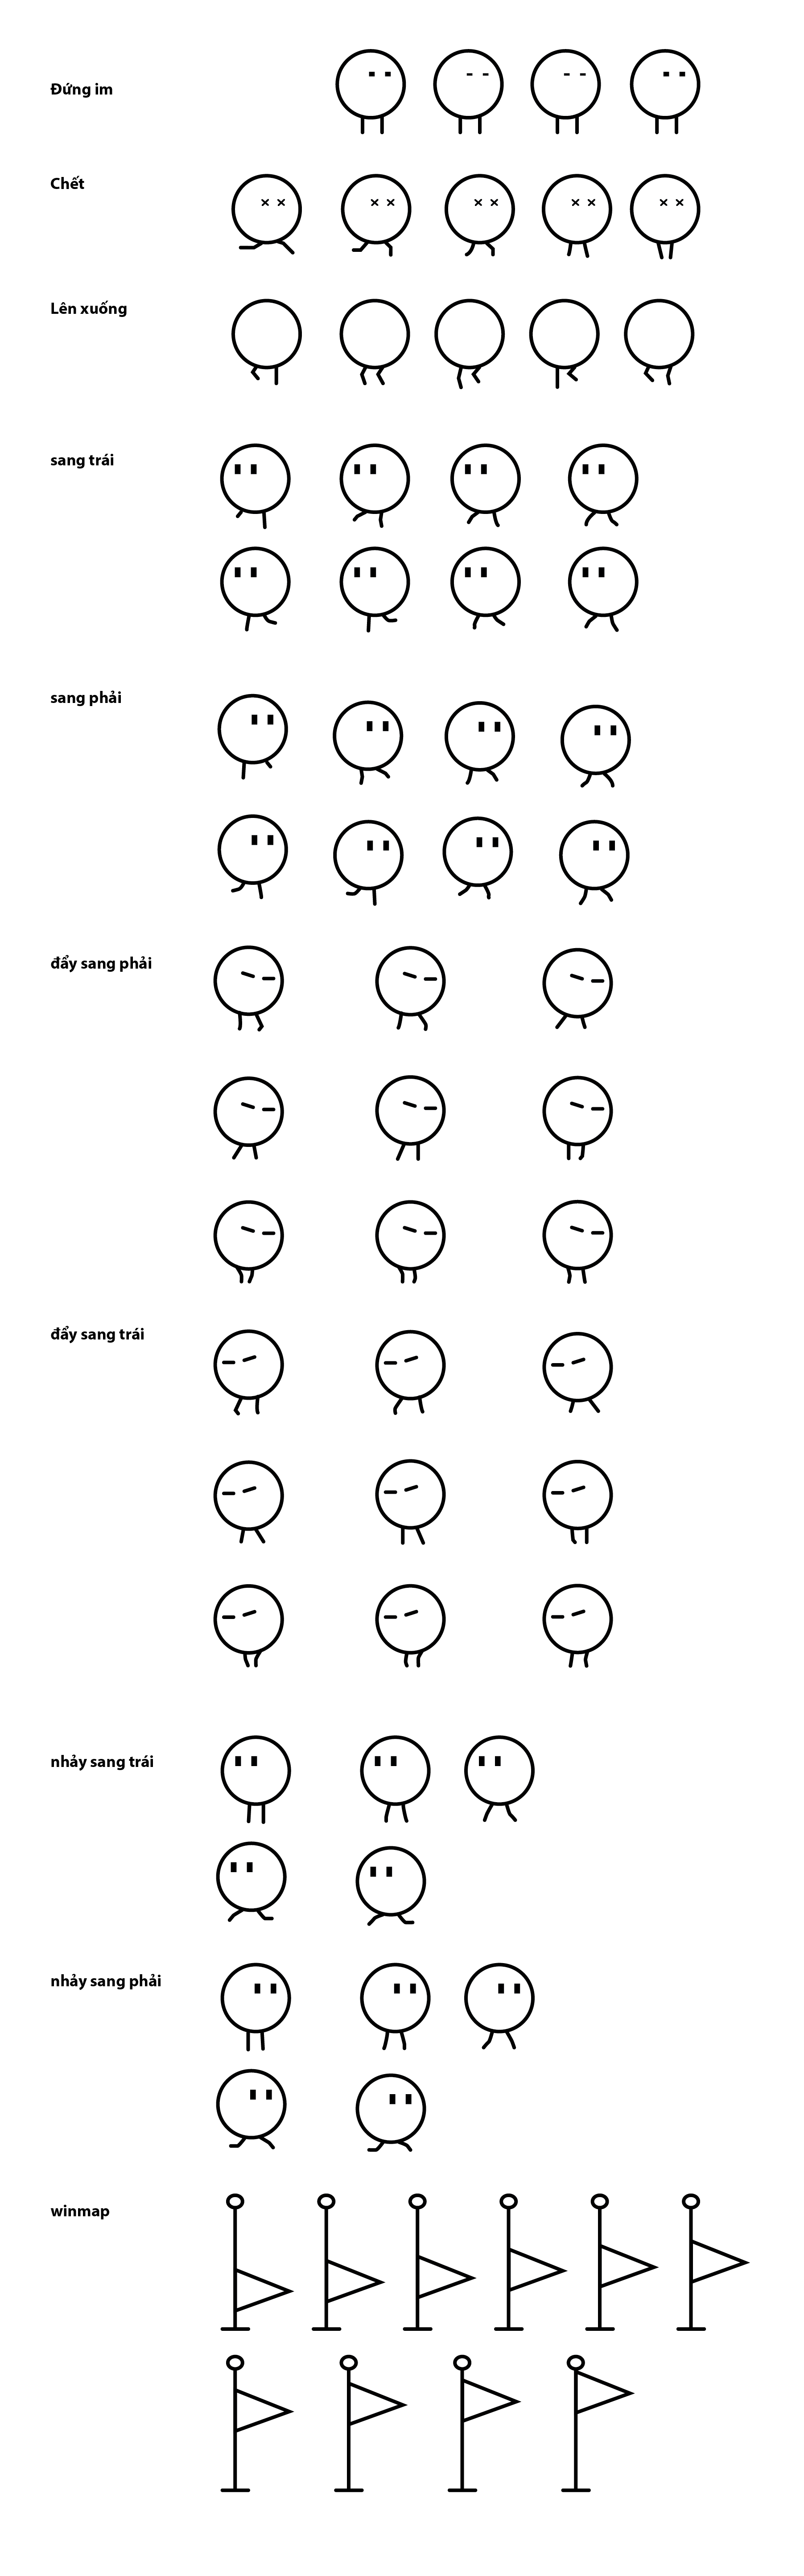 Đứng im
Chết
Lên xuống
sang trái
sang phải
đẩy sang phải
đẩy sang trái
nhảy sang trái
nhảy sang phải
winmap